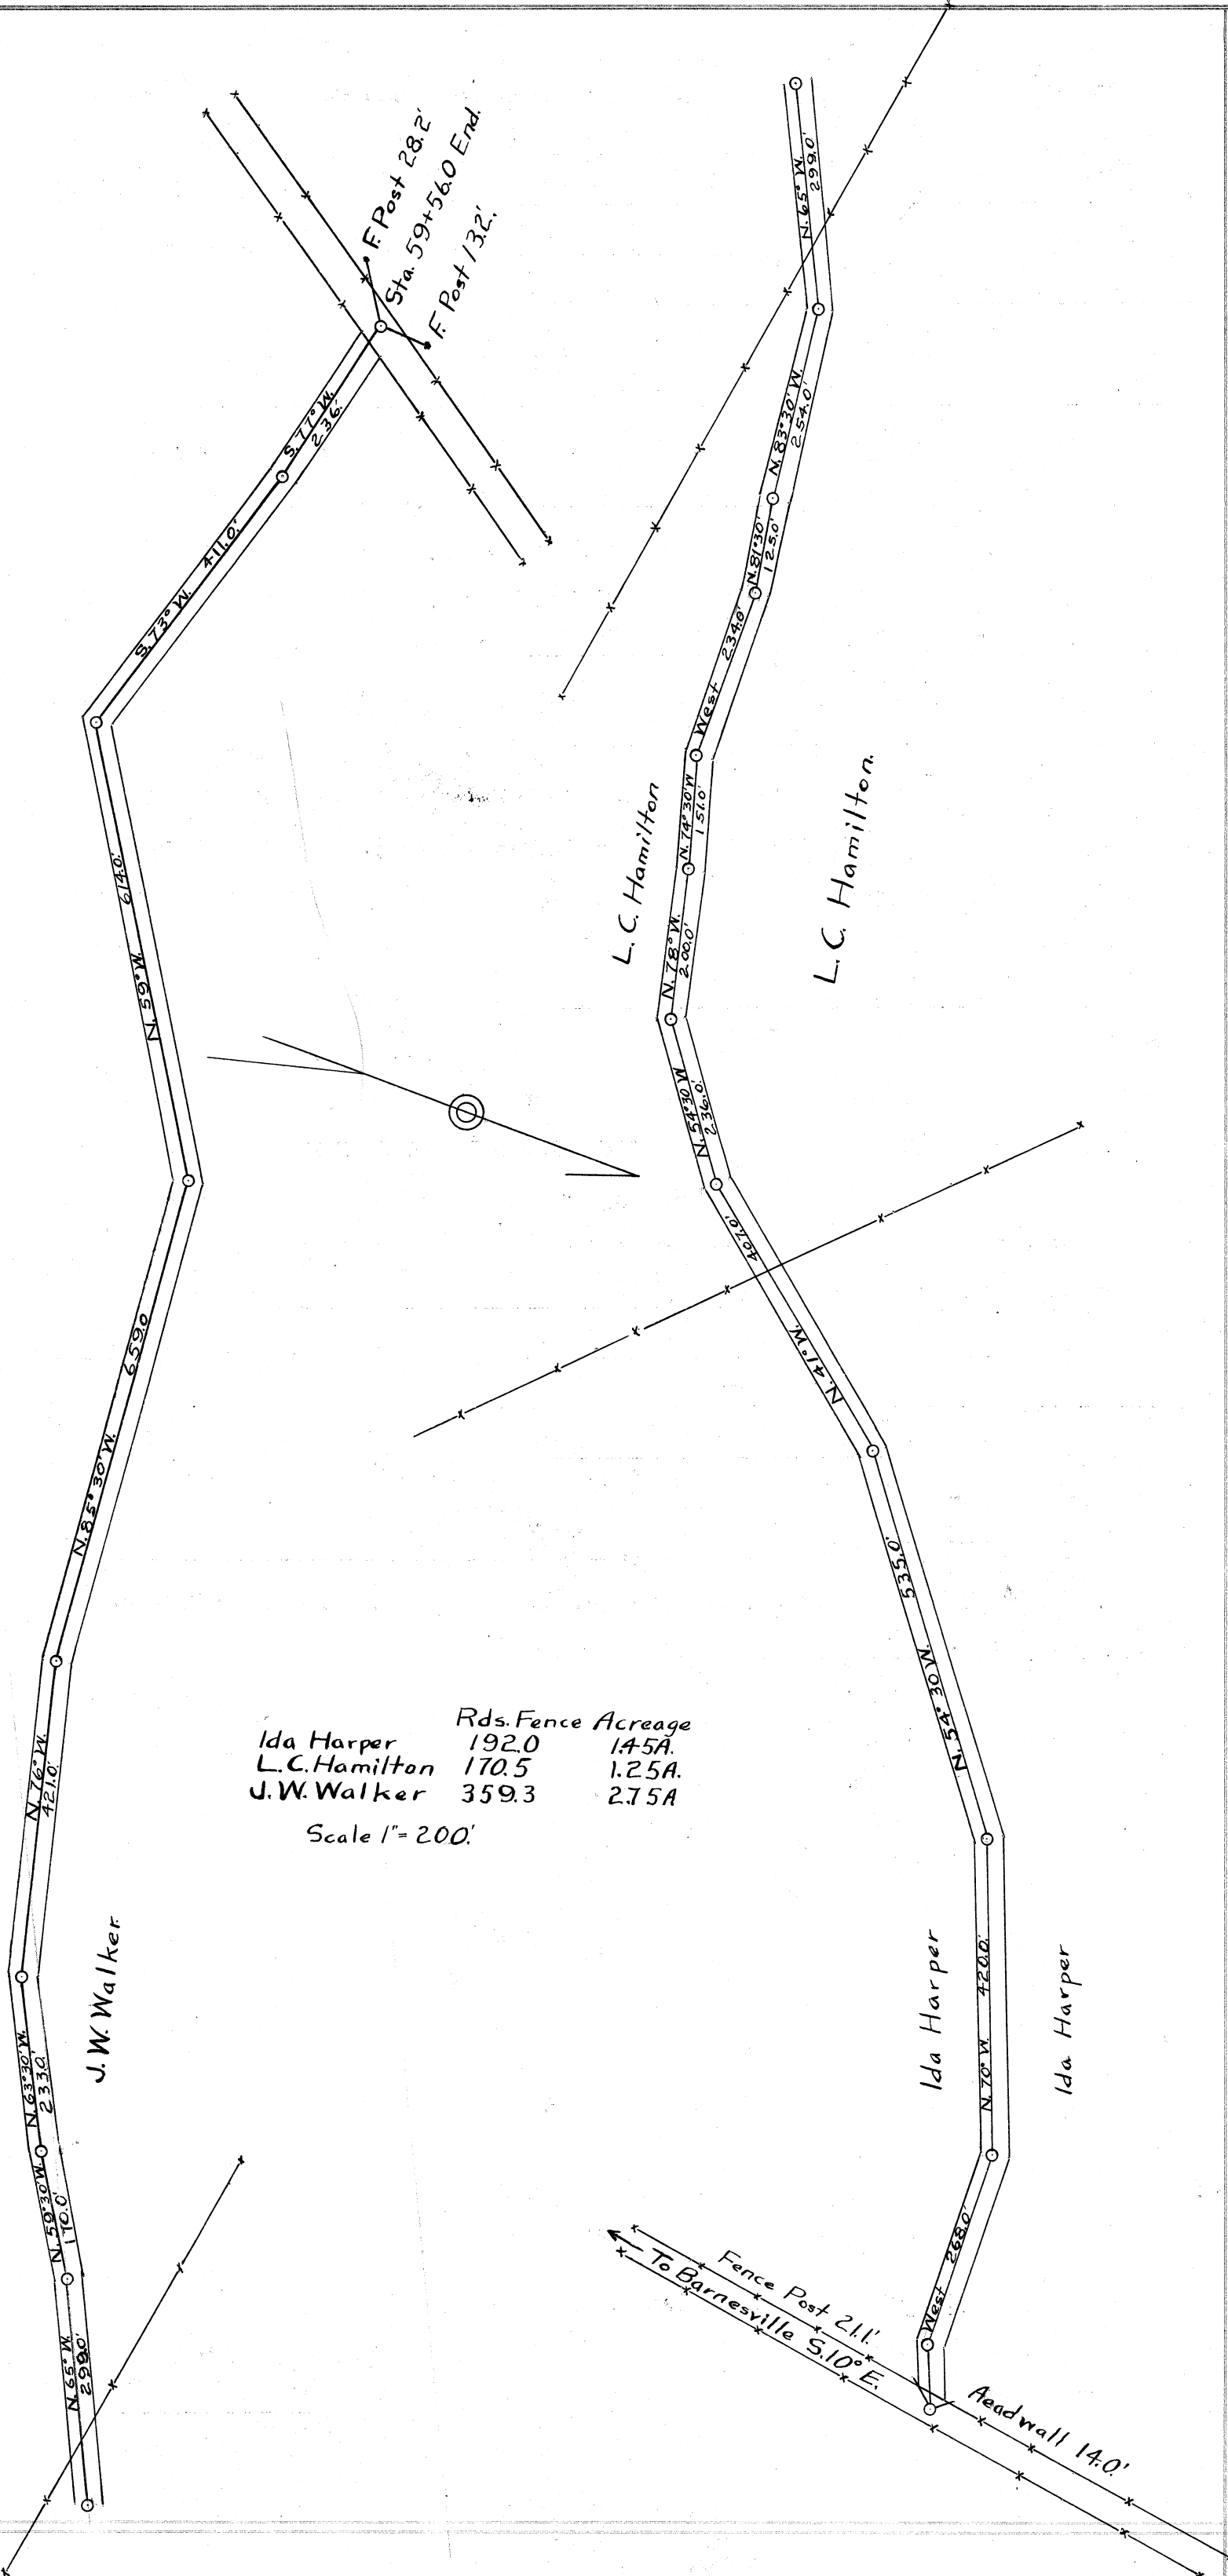 F. Post 28.2'
Sta. 59+56.0 End.
F. Post 13.2'.
S. 77° W.
236.'
S. 73° W. 411.0.'
N. 59° W. 614.0.'
N. 85° 30' W. 659.0
N. 76° W.
421.0.'
N. 63° 30' W.
233.0.'
N. 59° 30' W.
170.0'
N. 65° W.
299.0'
J. W. Walker
N. 65° W.
299.0.'
N. 83° 30' W.
254.0.'
N. 81° 30'
125.0.'
West 234.0'
N. 74° 30' W
151.0'
N. 78° W.
200.0.'
N. 54° 30 W
236.0.'
N. 41° W. 407.0.'
N. 54° 30 W. 535.0.'
N. 70° W. 420.0.'
West 268.0'
L. C. Hamilton
L. C. Hamilton.
Rds. Fence Acreage
Ida Harper 192.0 1.45A.
L. C. Hamilton 170.5 1.25A.
J. W. Walker 359.3 2.75A
Scale 1" = 200.'
Ida Harper
Ida Harper
Fence Post 21.1.'
To Barnesville S. 10° E.
Headwall 14.0.'